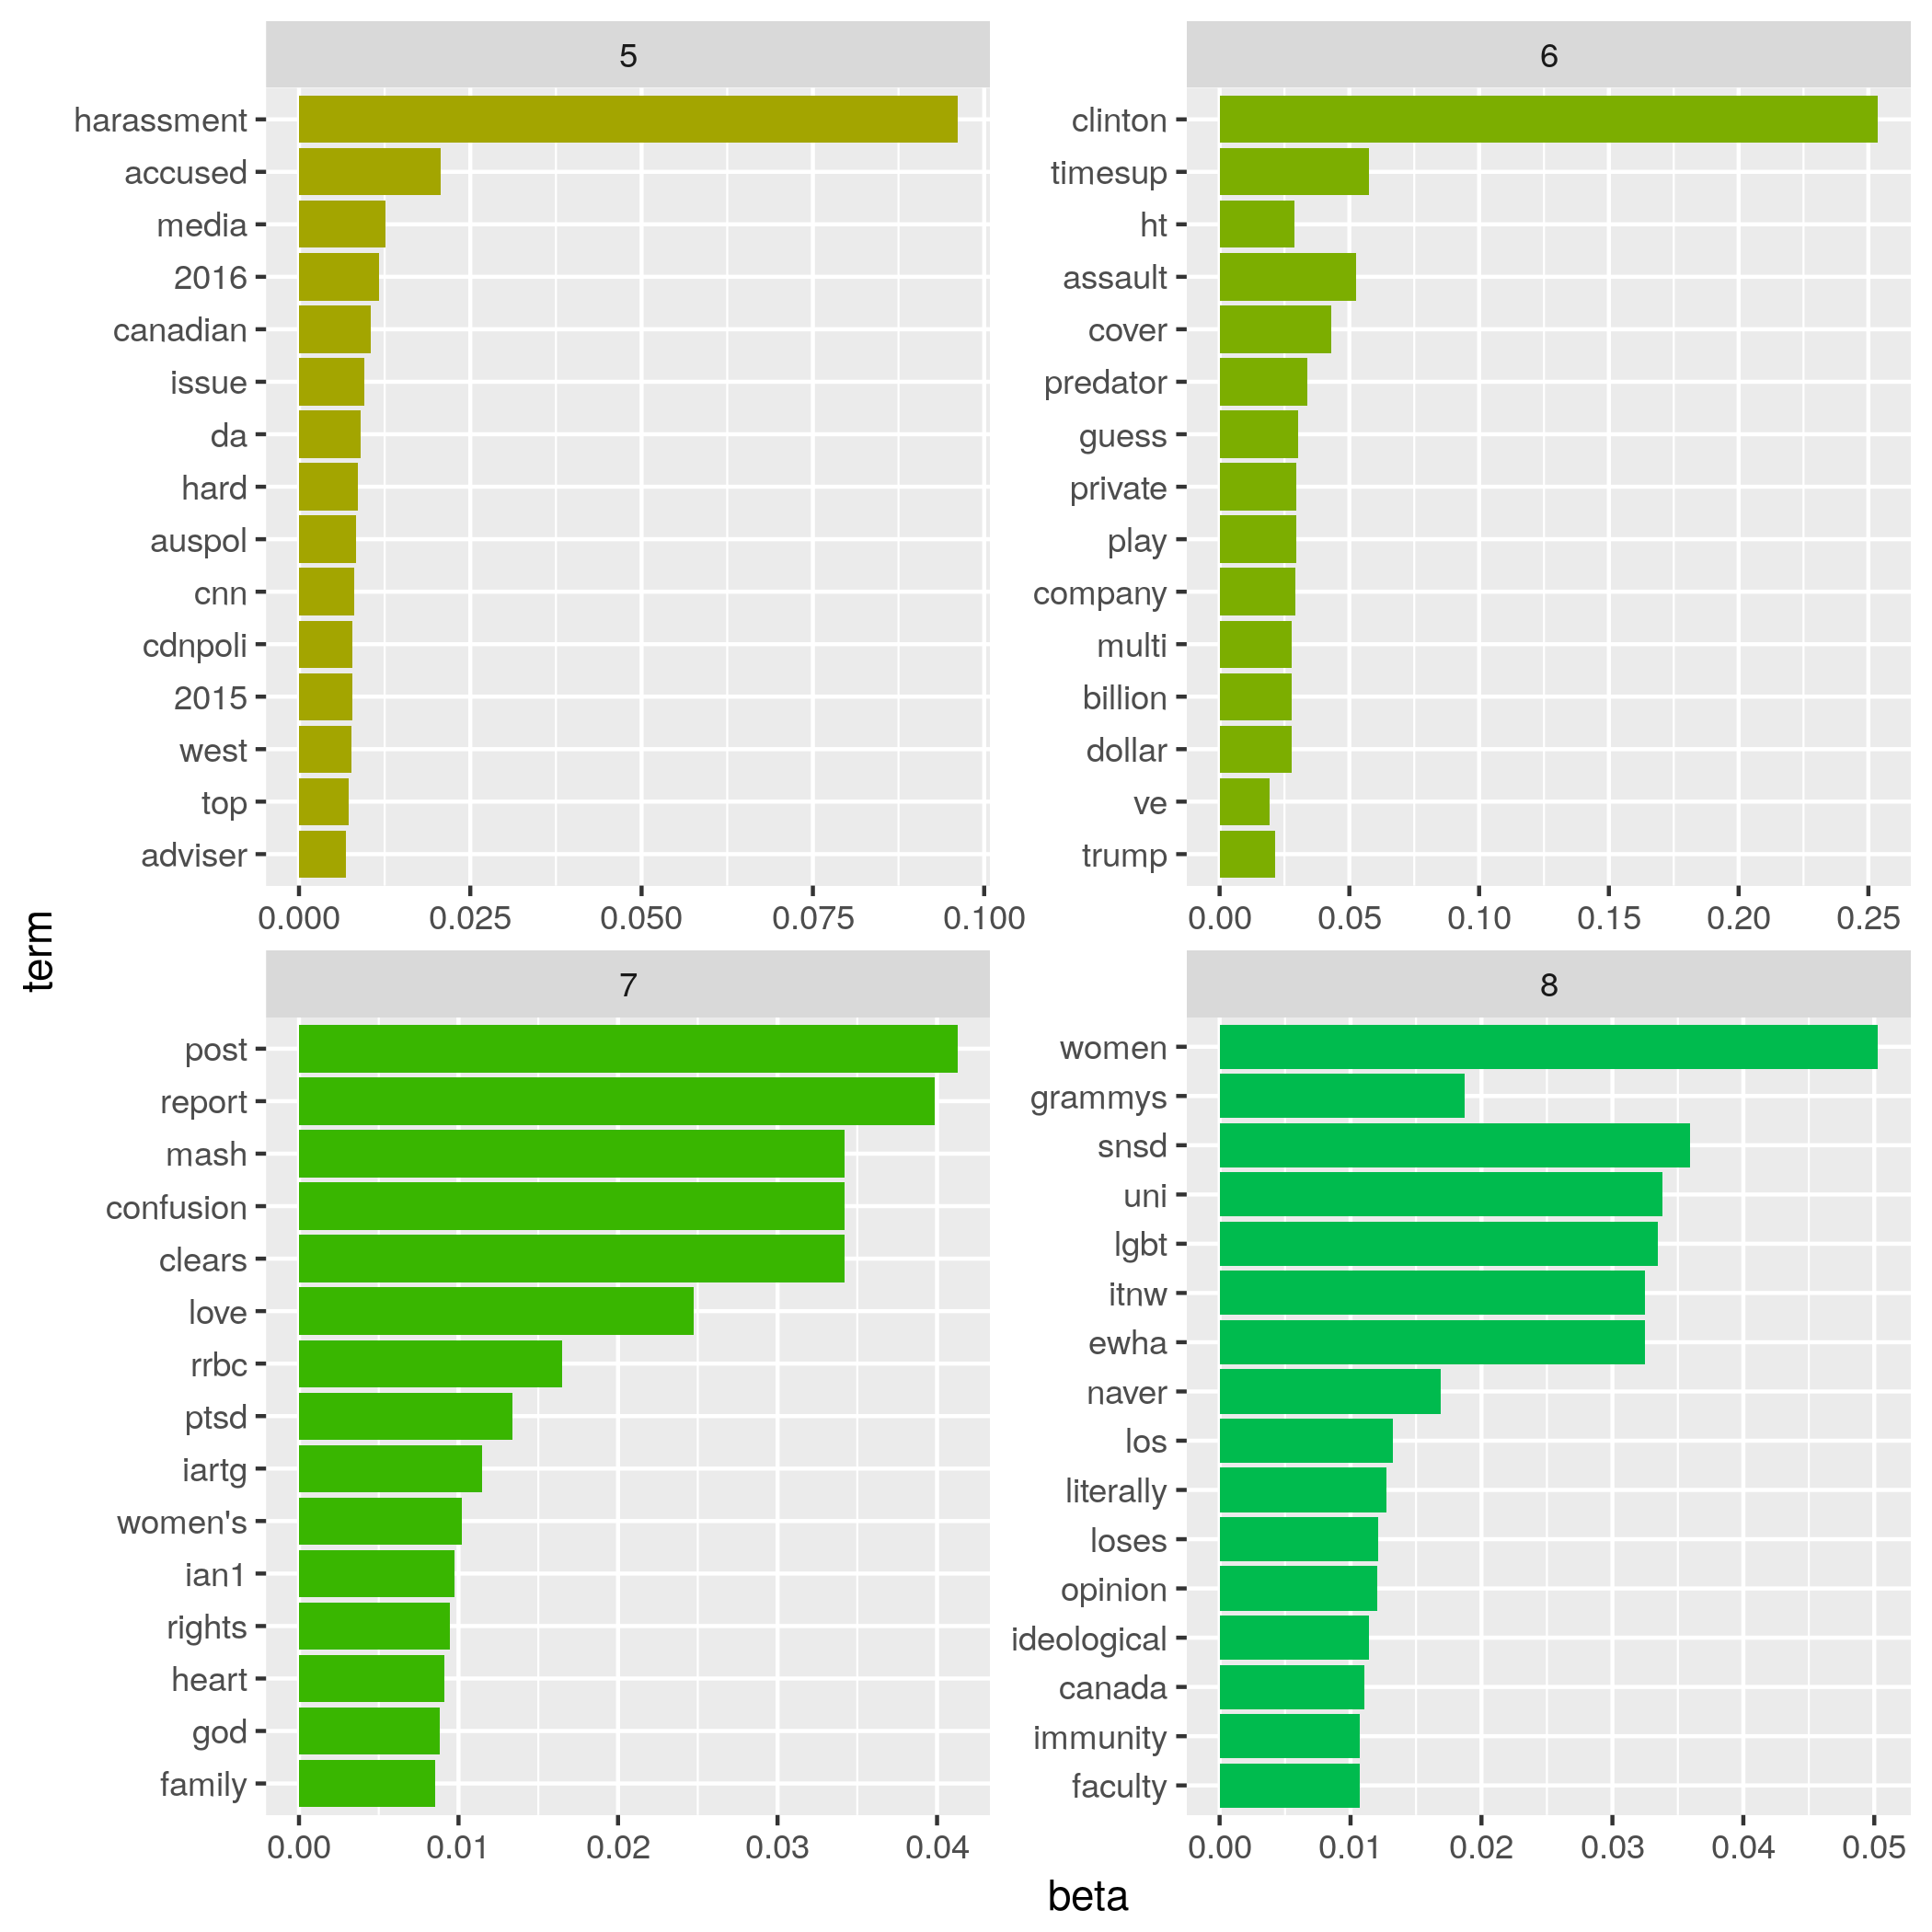 term
5
harassment
accused
media
2016
canadian
issue
da
hard
auspol
cnn
cdnpoli
2015
west
top
adviser
0.000 0.025 0.050 0.075 0.100
6
clinton
timesup
ht
assault
cover
predator
guess
private
play
company
multi
billion
dollar
ve
trump
0.00 0.05 0.10 0.15 0.20 0.25
7
post
report
mash
confusion
clears
love
rrbc
ptsd
iartg
women's
ian1
rights
heart
god
family
0.00 0.01 0.02 0.03 0.04
8
women
grammys
snsd
uni
lgbt
itnw
ewha
naver
los
literally
loses
opinion
ideological
canada
immunity
faculty
0.00 0.01 0.02 0.03 0.04 0.05
beta